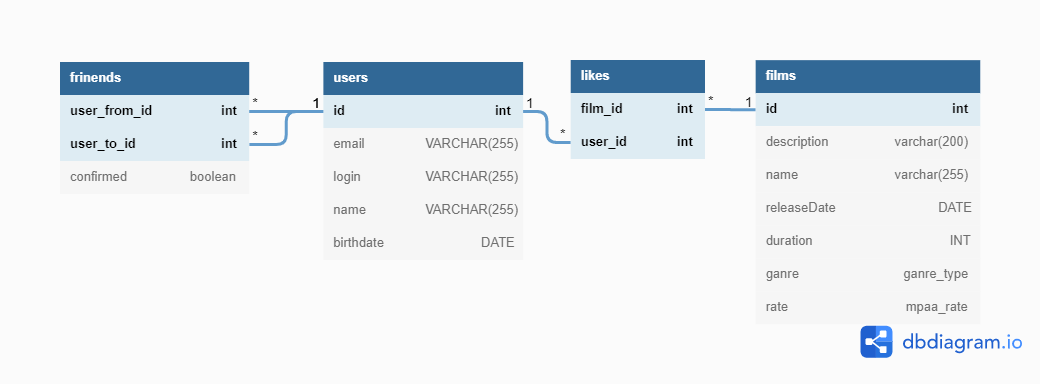 frinends
user_from_id int
user_to_id int
confirmed boolean
* 1
*
users
id int
email VARCHAR(255)
login VARCHAR(255)
name VARCHAR(255)
birthdate DATE
1
*
likes
film_id int
user_id int
* 1
films
id int
description varchar(200)
name varchar(255)
releaseDate DATE
duration INT
ganre ganre_type
rate mpaa_rate
dbdiagram.io